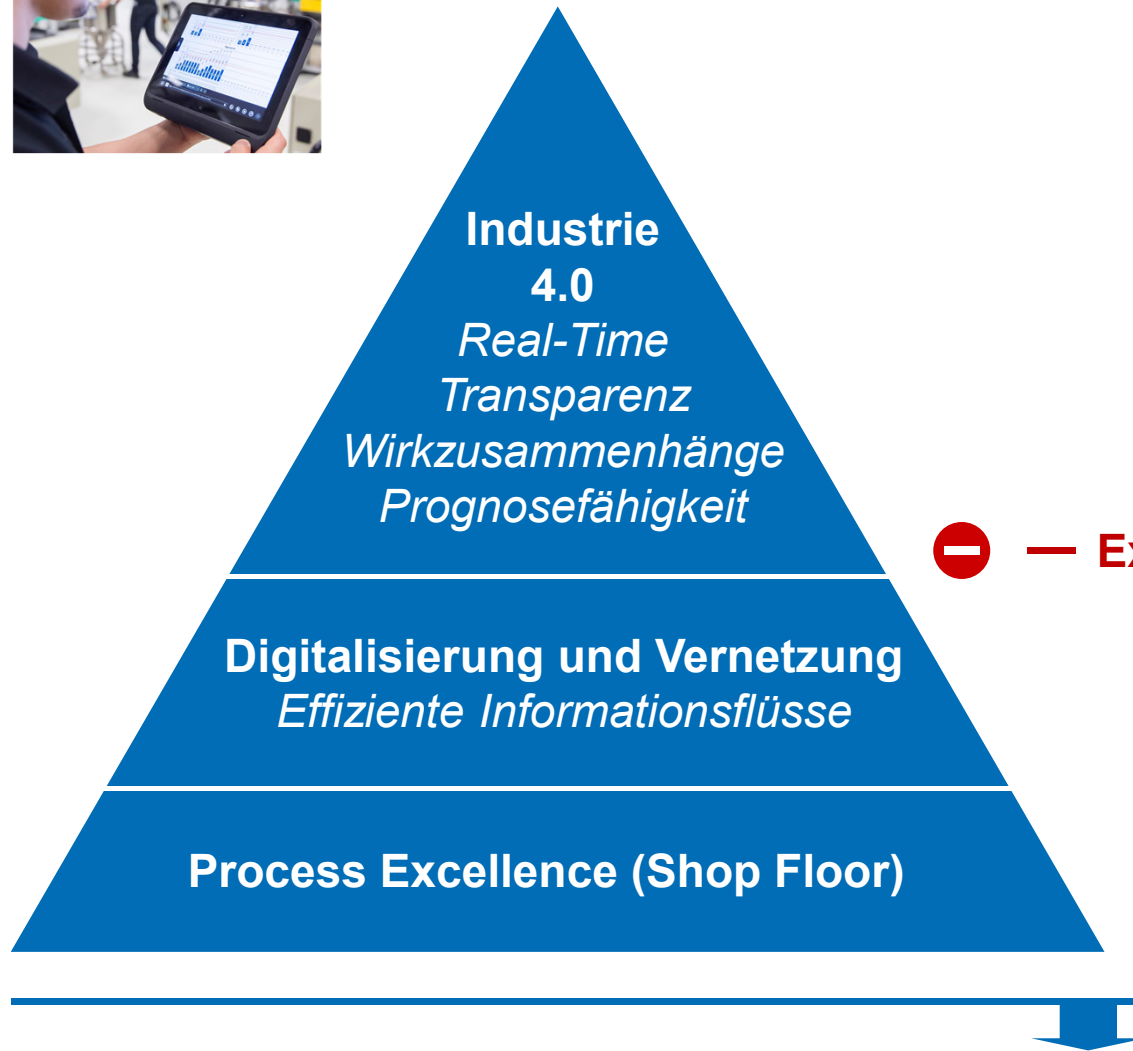 Industrie
4.0
Real-Time
Transparenz
Wirkzusammenhänge
Prognosefähigkeit
Digitalisierung und Vernetzung
Effiziente Informationsflüsse
Process Excellence (Shop Floor)